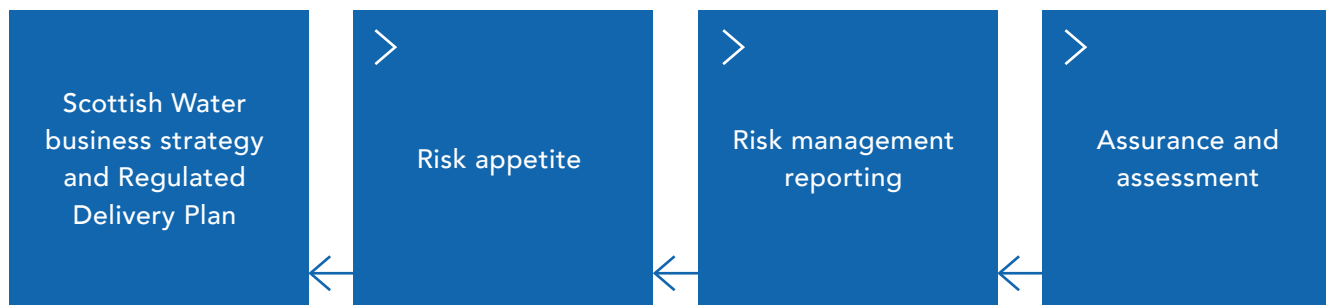 Scottish Water
business strategy
and Regulated
Delivery Plan
Risk appetite
Risk management
reporting
Assurance and
assessment